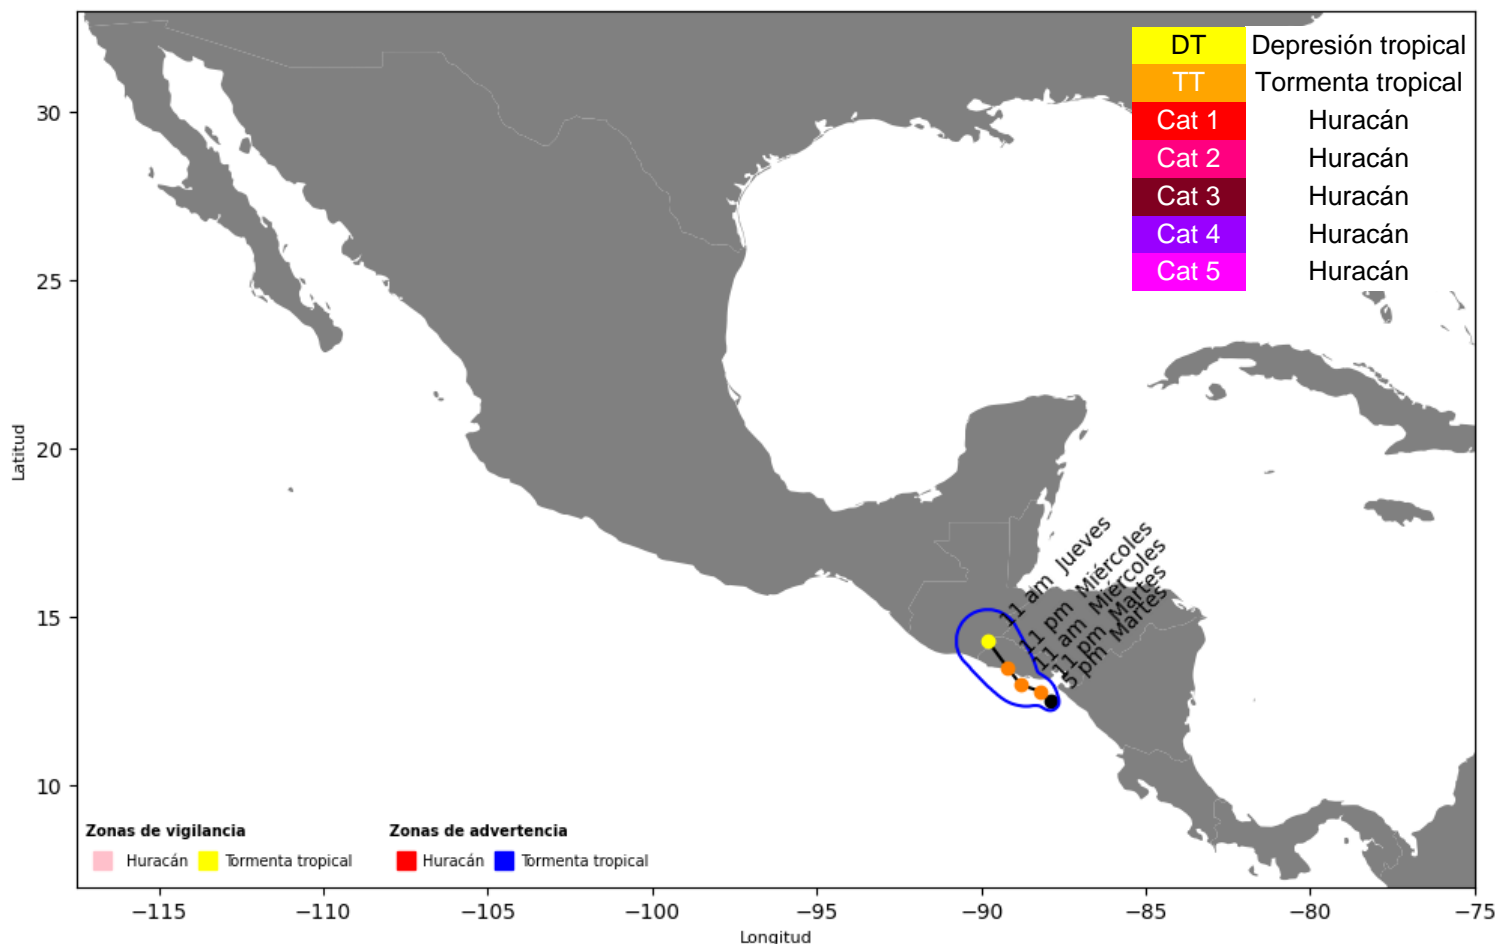 DT Depresión tropical
TT Tormenta tropical
Cat 1 Huracán
Cat 2 Huracán
Cat 3 Huracán
Cat 4 Huracán
Cat 5 Huracán
30
25
20
15
10
Latitud
11 am Jueves
11 pm Miércoles
11 am Miércoles
11 pm Martes
5 pm Martes
Zonas de vigilancia
Huracán Tormenta tropical
Zonas de advertencia
Huracán Tormenta tropical
−115 −110 −105 −100 −95 −90 −85 −80 −75
Longitud